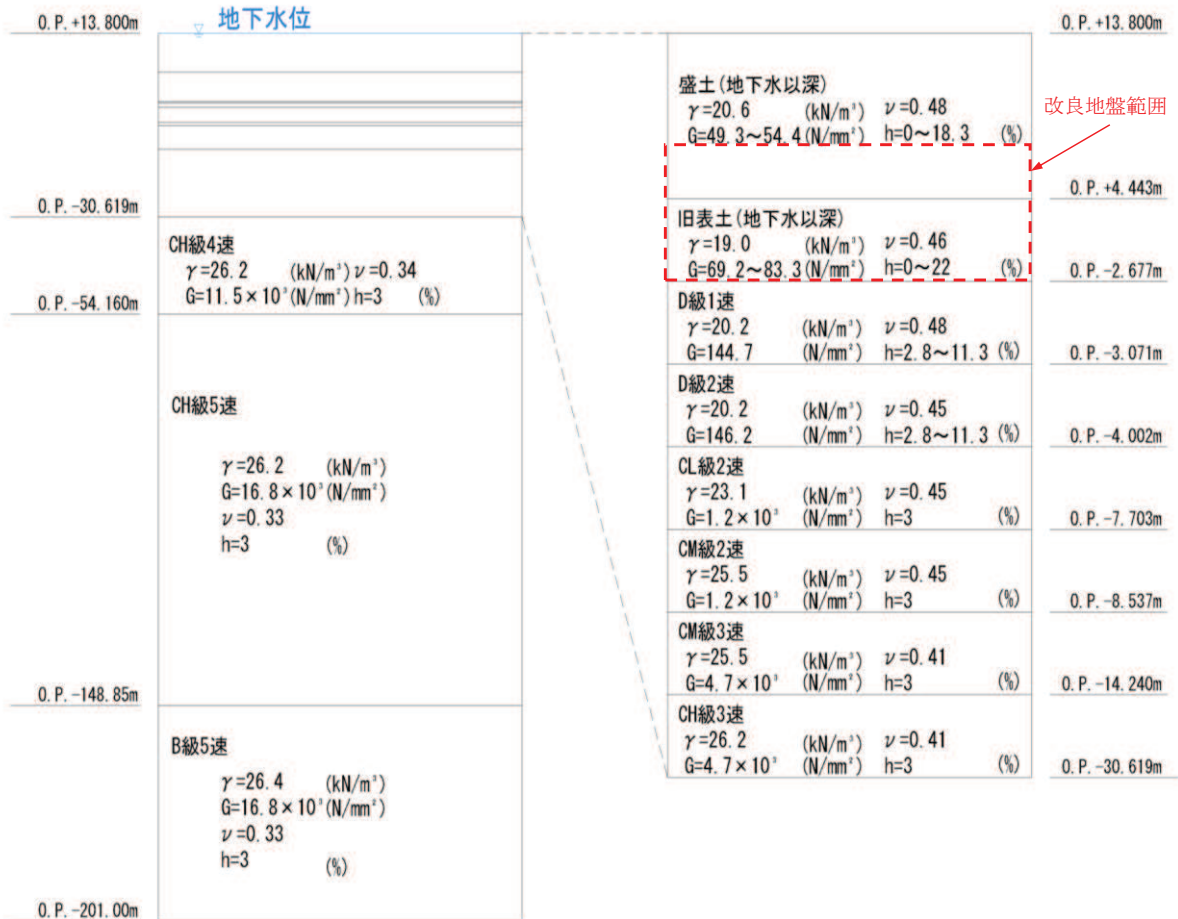 O.P.+13.800m
地下水位
O.P.-30.619m
CH級4速
γ=26.2 (kN/m³) ν=0.34
G=11.5×10³(N/mm²) h=3 (%)
O.P.-54.160m
CH級5速
γ=26.2 (kN/m³)
G=16.8×10³(N/mm²)
ν=0.33
h=3 (%)
O.P.-148.85m
B級5速
γ=26.4 (kN/m³)
G=16.8×10³(N/mm²)
ν=0.33
h=3 (%)
O.P.-201.00m
O.P.+13.800m
盛土(地下水以深)
γ=20.6 (kN/m³) ν=0.48
G=49.3~54.4(N/mm²) h=0~18.3 (%)
改良地盤範囲
O.P.+4.443m
旧表土(地下水以深)
γ=19.0 (kN/m³) ν=0.46
G=69.2~83.3(N/mm²) h=0~22 (%)
O.P.-2.677m
D級1速
γ=20.2 (kN/m³) ν=0.48
G=144.7 (N/mm²) h=2.8~11.3 (%)
O.P.-3.071m
D級2速
γ=20.2 (kN/m³) ν=0.45
G=146.2 (N/mm²) h=2.8~11.3 (%)
O.P.-4.002m
CL級2速
γ=23.1 (kN/m³) ν=0.45
G=1.2×10³ (N/mm²) h=3 (%)
O.P.-7.703m
CM級2速
γ=25.5 (kN/m³) ν=0.45
G=1.2×10³ (N/mm²) h=3 (%)
O.P.-8.537m
CM級3速
γ=25.5 (kN/m³) ν=0.41
G=4.7×10³ (N/mm²) h=3 (%)
O.P.-14.240m
CH級3速
γ=26.2 (kN/m³) ν=0.41
G=4.7×10³ (N/mm²) h=3 (%)
O.P.-30.619m